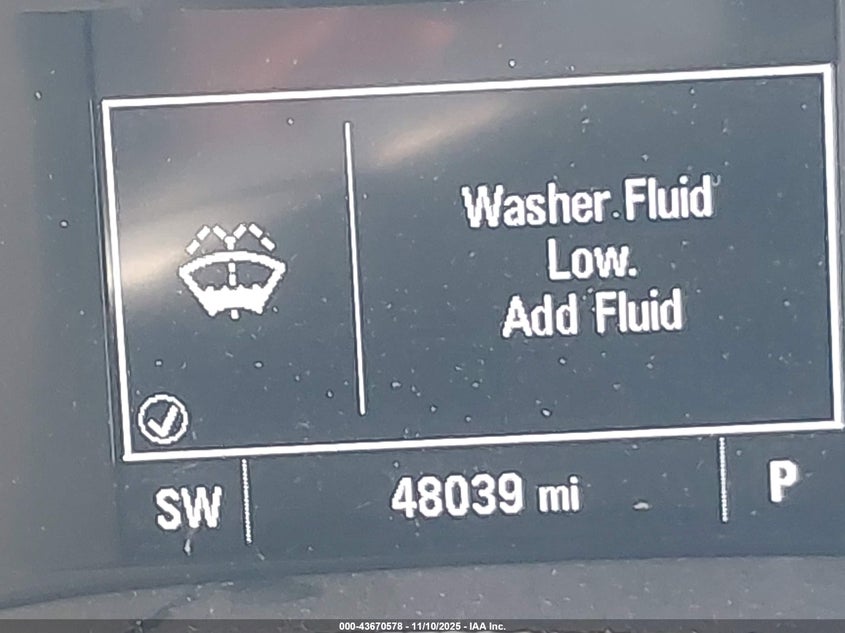 Washer Fluid
Low.
Add Fluid
SW
48039 mi
P
000-43670578 - 11/10/2025 - IAA Inc.